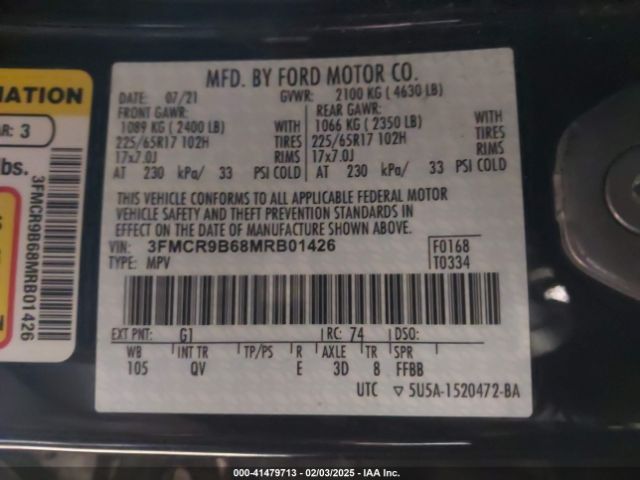 MFD. BY FORD MOTOR CO.
DATE: 07/21 GVWR: 2100 KG ( 4630 LB)
FRONT GAWR: REAR GAWR:
1089 KG ( 2400 LB) WITH 1066 KG ( 2350 LB) WITH
225/65R17 102H TIRES 225/65R17 102H TIRES
17x7.0J RIMS 17x7.0J RIMS
AT 230 kPa/ 33 PSI COLD AT 230 kPa/ 33 PSI COLD
THIS VEHICLE CONFORMS TO ALL APPLICABLE FEDERAL MOTOR
VEHICLE SAFETY AND THEFT PREVENTION STANDARDS IN EFFECT
ON THE DATE OF MANUFACTURE SHOWN ABOVE.
VIN: 3FMCR9B68MRB01426 F0168
TYPE: MPV T0334
EXT PNT: G1 RC: 74 DSO:
WB INT TR TP/PS R AXLE TR SPR
105 QV E 3D 8 FFBB
UTC ▽ 5U5A-1520472-BA
MATION
AR: 3
lbs.
3FMCR9B68MRB01426
000-41479713 - 02/03/2025 - IAA Inc.